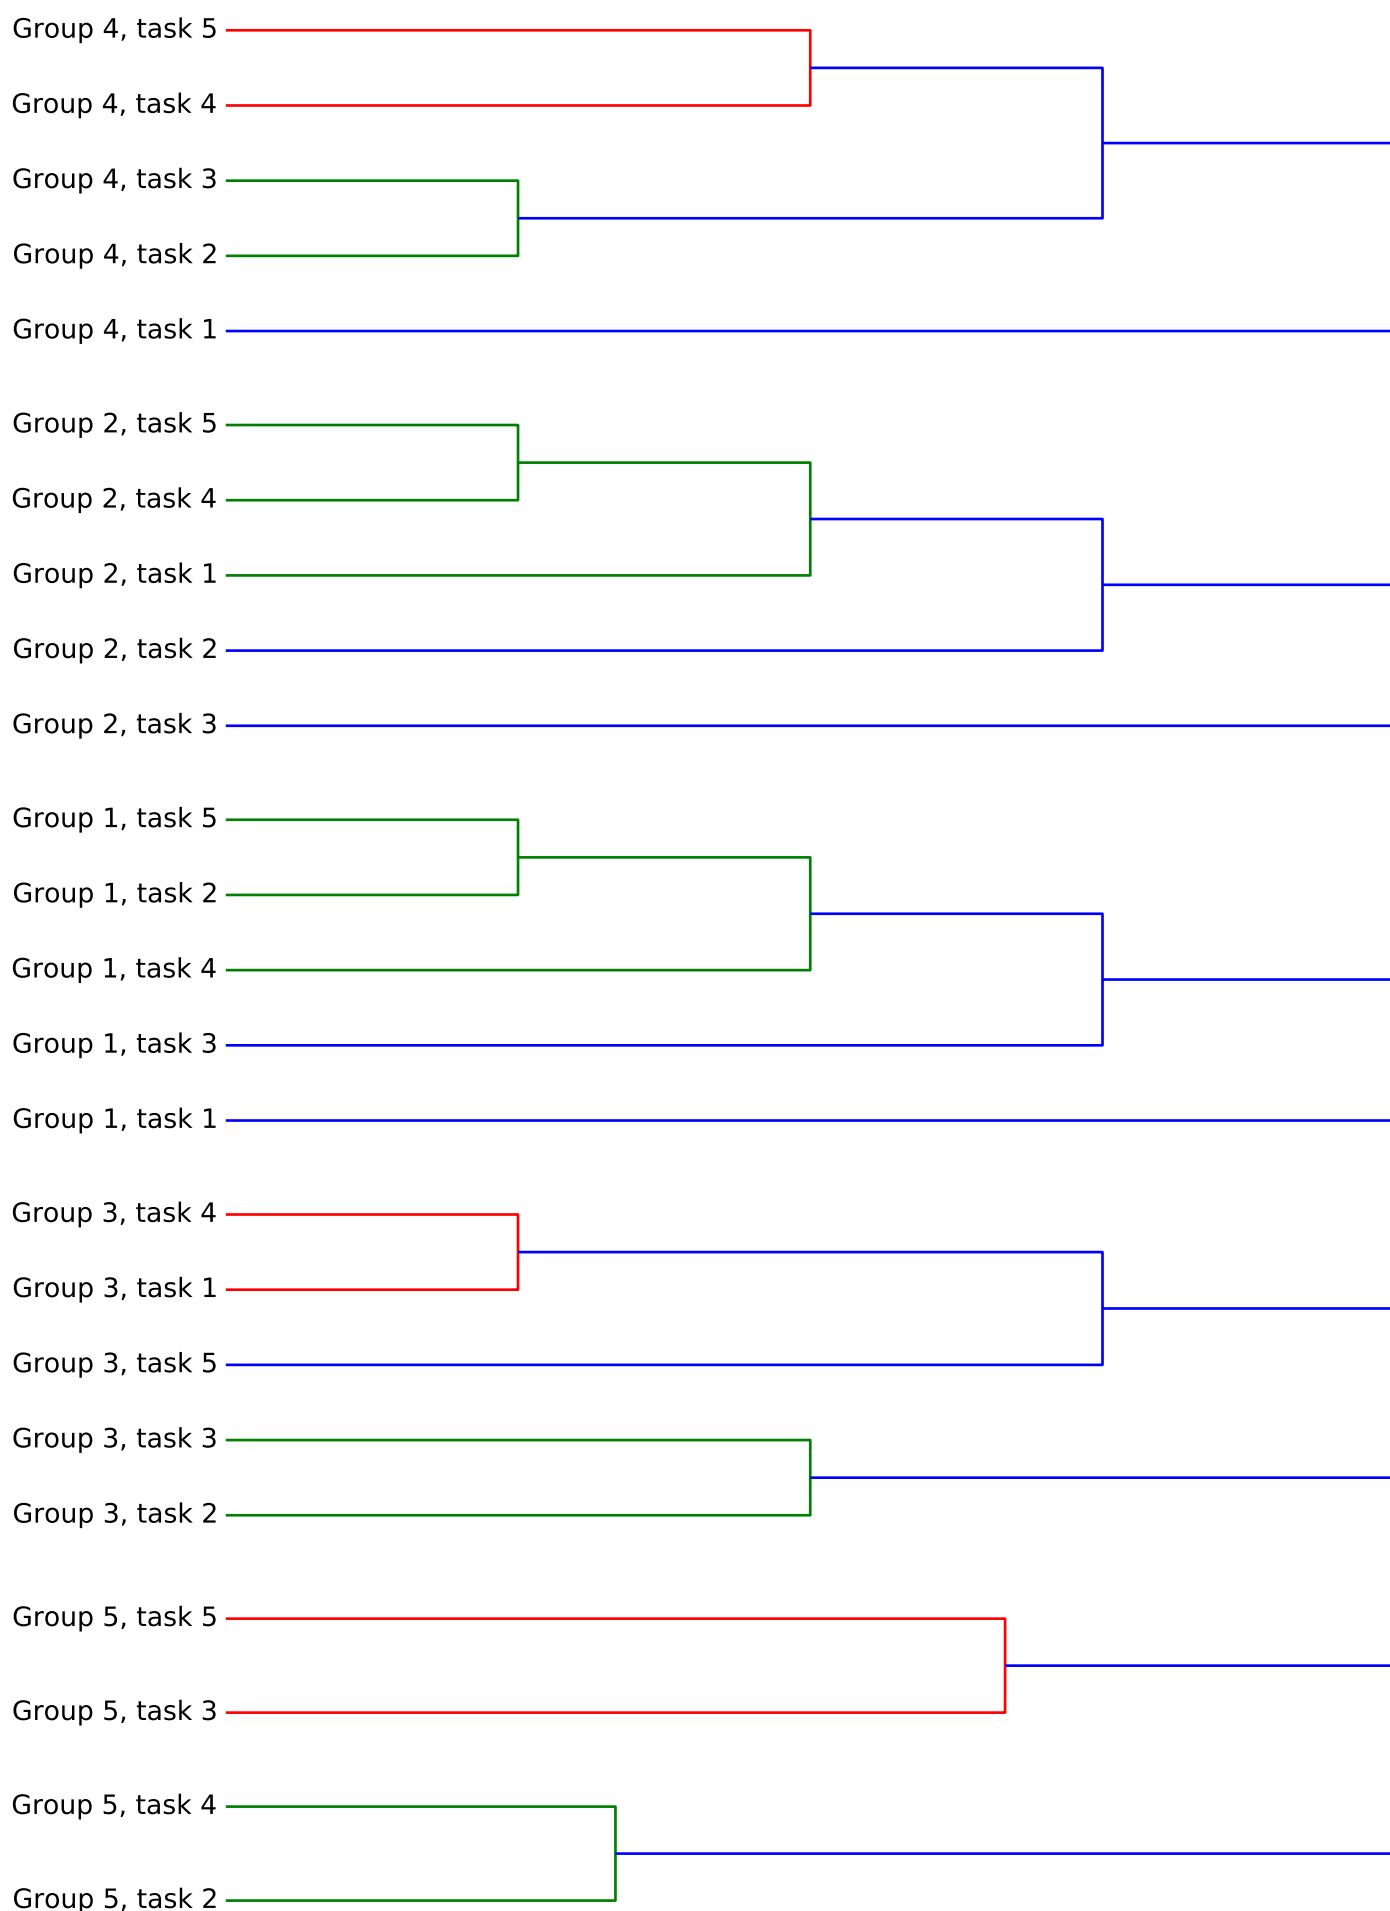 Group 4, task 5
Group 4, task 4
Group 4, task 3
Group 4, task 2
Group 4, task 1
Group 2, task 5
Group 2, task 4
Group 2, task 1
Group 2, task 2
Group 2, task 3
Group 1, task 5
Group 1, task 2
Group 1, task 4
Group 1, task 3
Group 1, task 1
Group 3, task 4
Group 3, task 1
Group 3, task 5
Group 3, task 3
Group 3, task 2
Group 5, task 5
Group 5, task 3
Group 5, task 4
Group 5, task 2